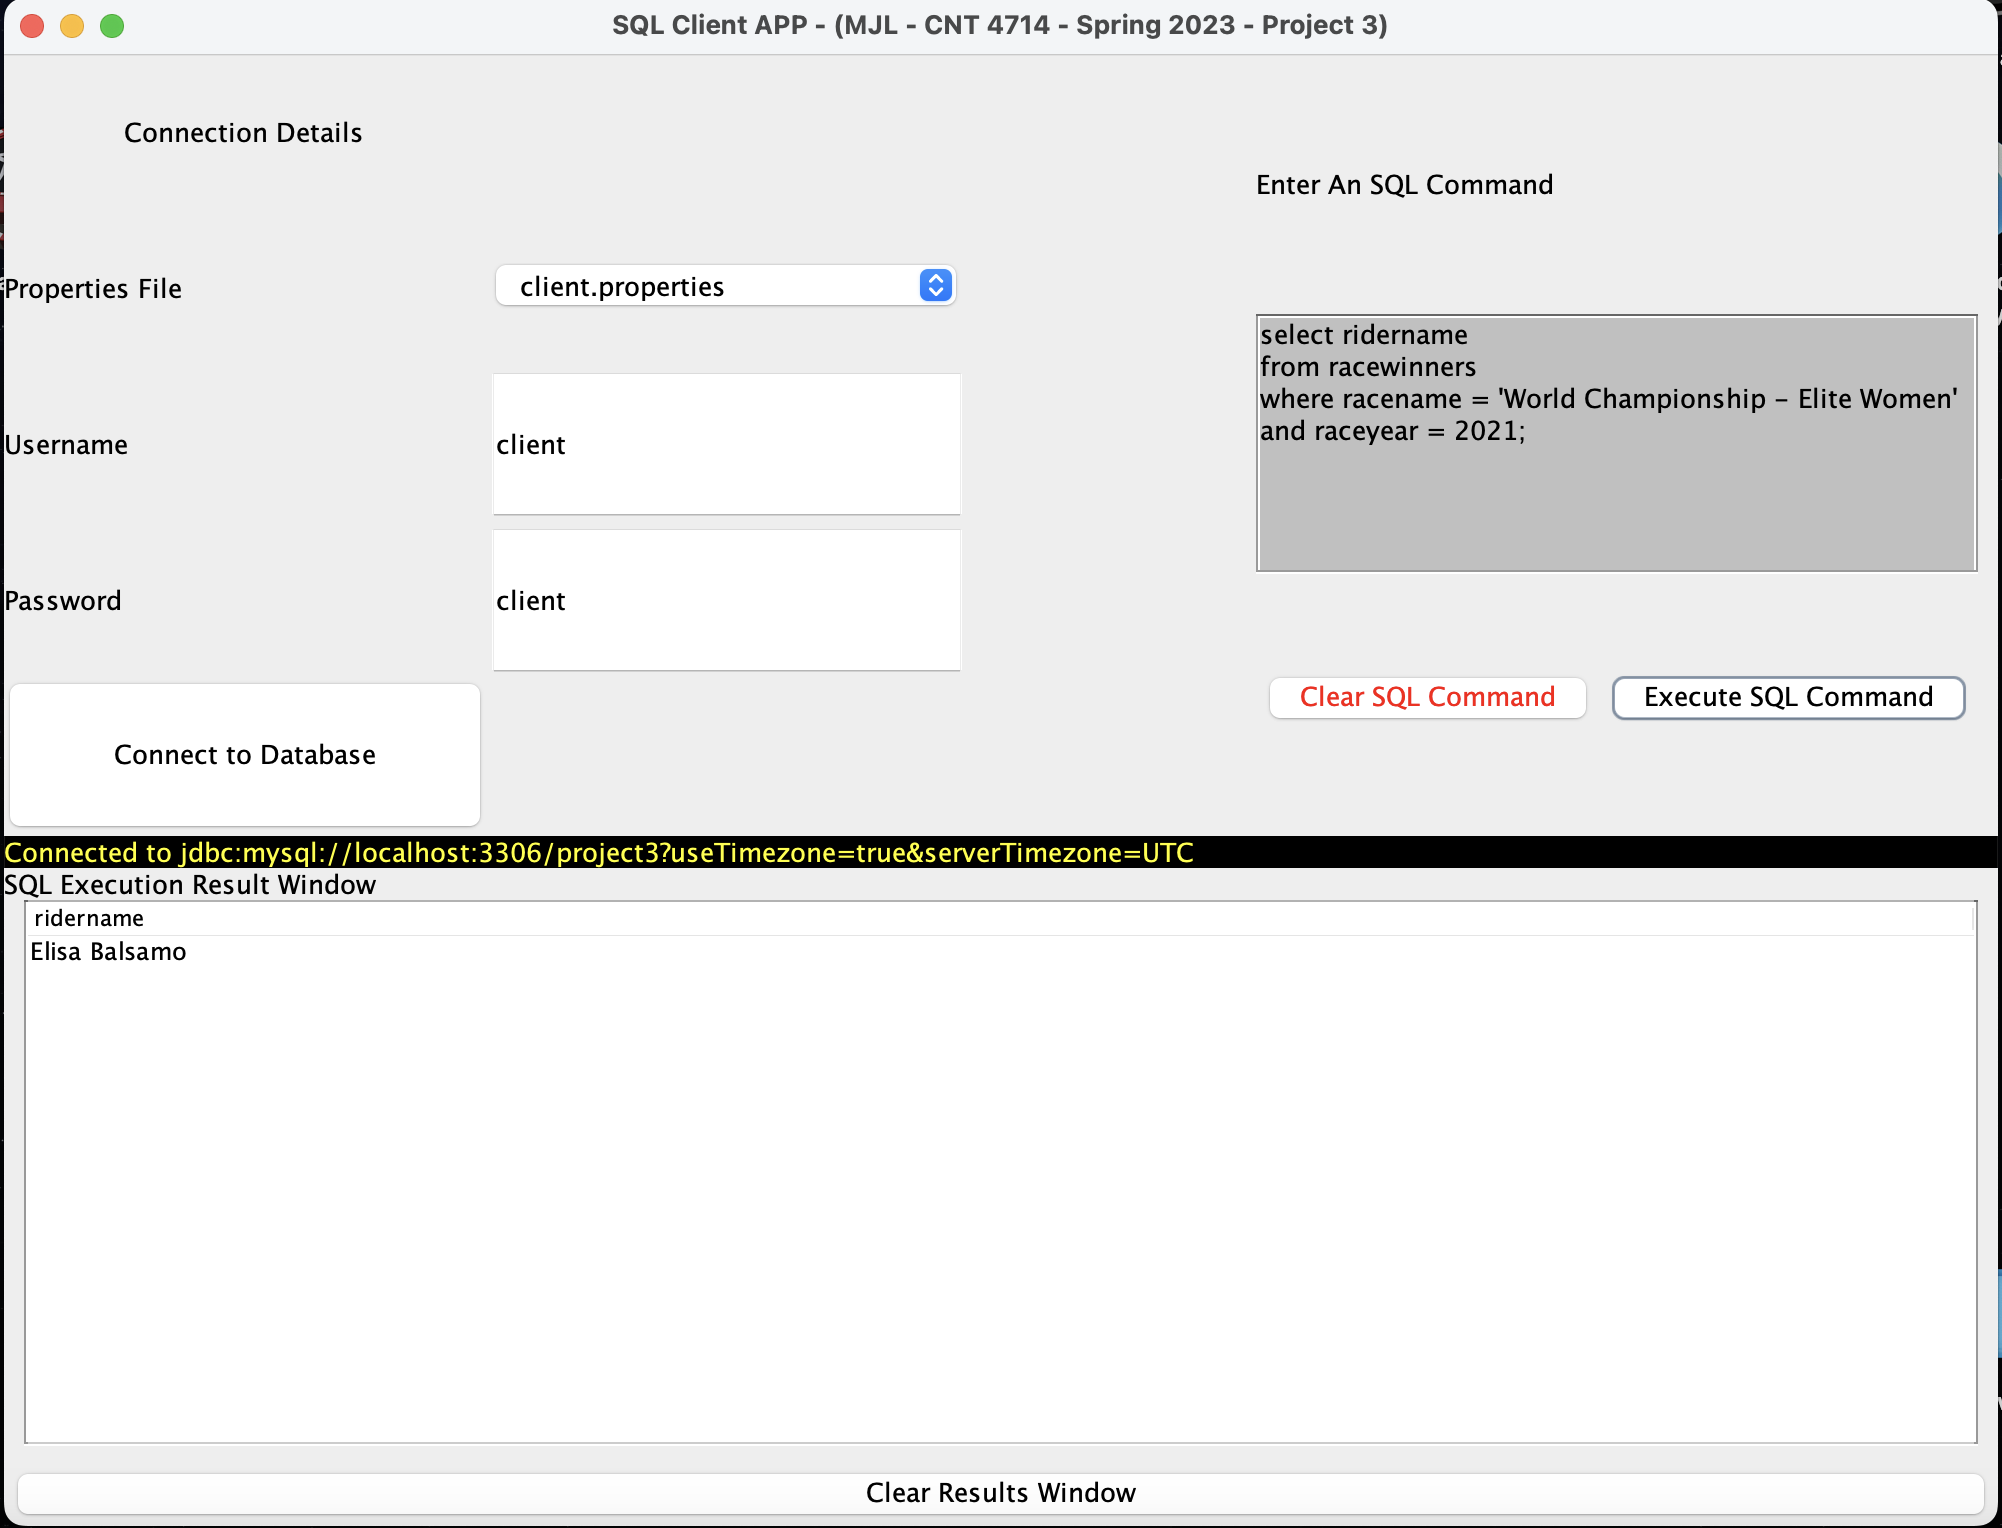 SQL Client APP - (MJL - CNT 4714 - Spring 2023 - Project 3)
Connection Details
Enter An SQL Command
Properties File
client.properties
select ridername
from racewinners
where racename = 'World Championship - Elite Women'
and raceyear = 2021;
Username
client
Password
client
Clear SQL Command
Execute SQL Command
Connect to Database
Connected to jdbc:mysql://localhost:3306/project3?useTimezone=true&serverTimezone=UTC
SQL Execution Result Window
ridername
Elisa Balsamo
Clear Results Window